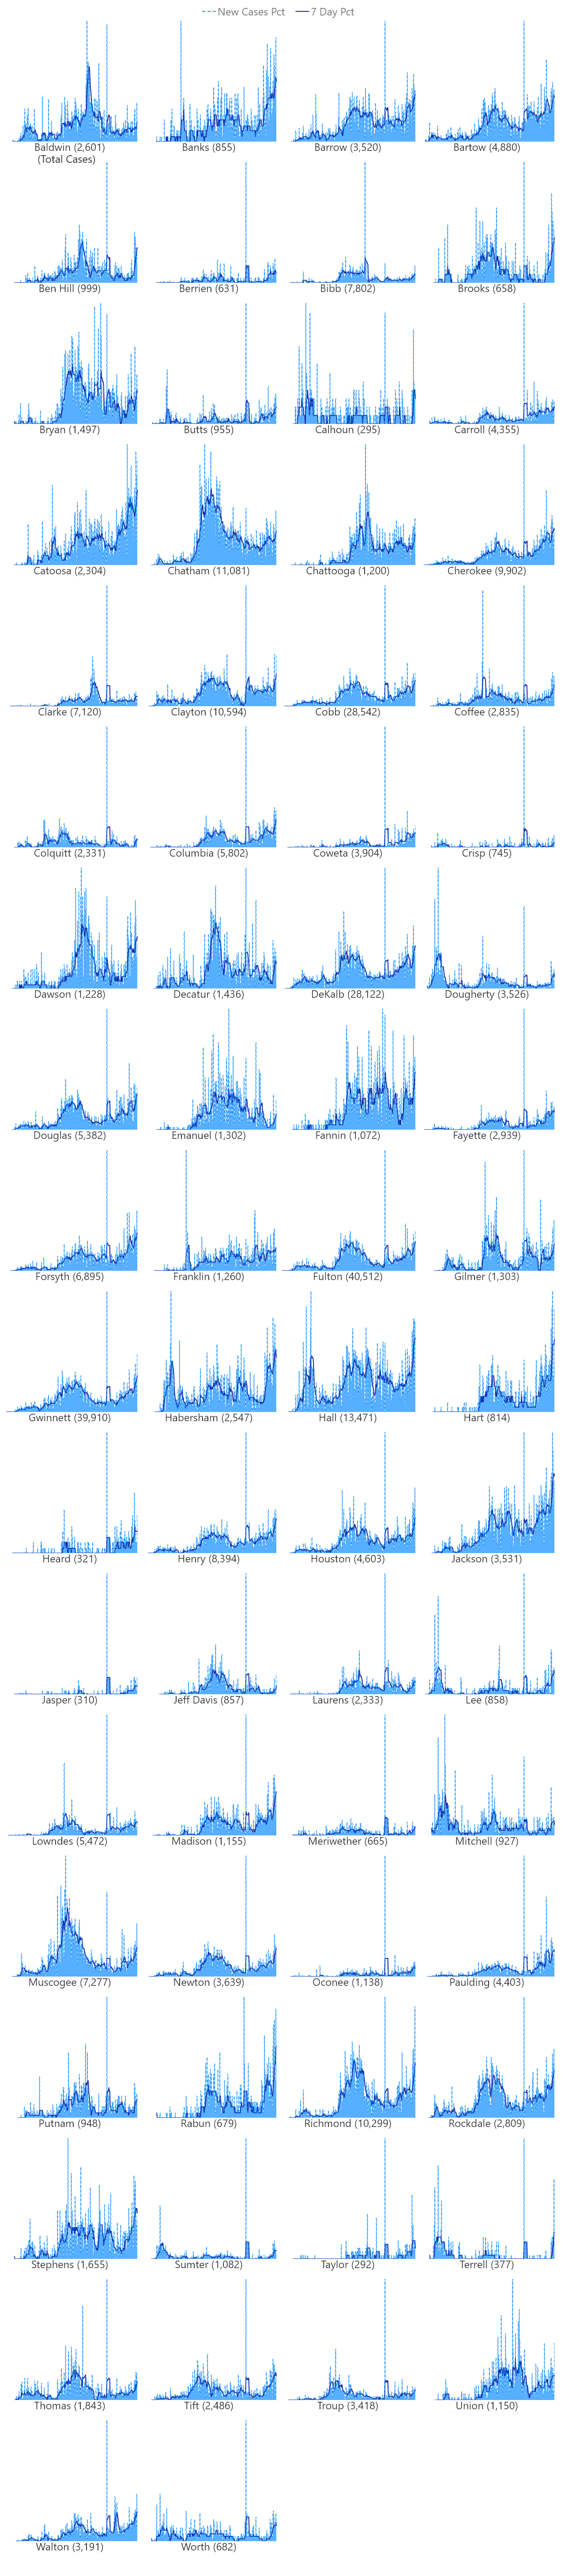 New Cases Pct 7 Day Pct
Baldwin (2,601) Banks (855) Barrow (3,520) Bartow (4,880)
(Total Cases)
Ben Hill (999) Berrien (631) Bibb (7,802) Brooks (658)
Bryan (1,497) Butts (955) Calhoun (295) Carroll (4,355)
Catoosa (2,304) Chatham (11,081) Chattooga (1,200) Cherokee (9,902)
Clarke (7,120) Clayton (10,594) Cobb (28,542) Coffee (2,835)
Colquitt (2,331) Columbia (5,802) Coweta (3,904) Crisp (745)
Dawson (1,228) Decatur (1,436) DeKalb (28,122) Dougherty (3,526)
Douglas (5,382) Emanuel (1,302) Fannin (1,072) Fayette (2,939)
Forsyth (6,895) Franklin (1,260) Fulton (40,512) Gilmer (1,303)
Gwinnett (39,910) Habersham (2,547) Hall (13,471) Hart (814)
Heard (321) Henry (8,394) Houston (4,603) Jackson (3,531)
Jasper (310) Jeff Davis (857) Laurens (2,333) Lee (858)
Lowndes (5,472) Madison (1,155) Meriwether (665) Mitchell (927)
Muscogee (7,277) Newton (3,639) Oconee (1,138) Paulding (4,403)
Putnam (948) Rabun (679) Richmond (10,299) Rockdale (2,809)
Stephens (1,655) Sumter (1,082) Taylor (292) Terrell (377)
Thomas (1,843) Tift (2,486) Troup (3,418) Union (1,150)
Walton (3,191) Worth (682)